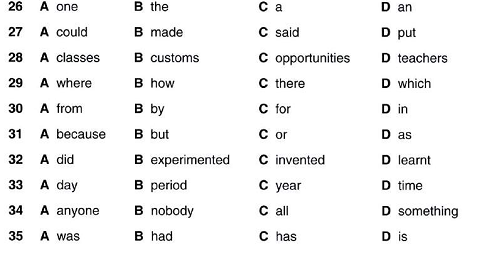 26 A one B the C a D an
27 A could B made C said D put
28 A classes B customs C opportunities D teachers
29 A where B how C there D which
30 A from B by C for D in
31 A because B but C or D as
32 A did B experimented C invented D learnt
33 A day B period C year D time
34 A anyone B nobody C all D something
35 A was B had C has D is